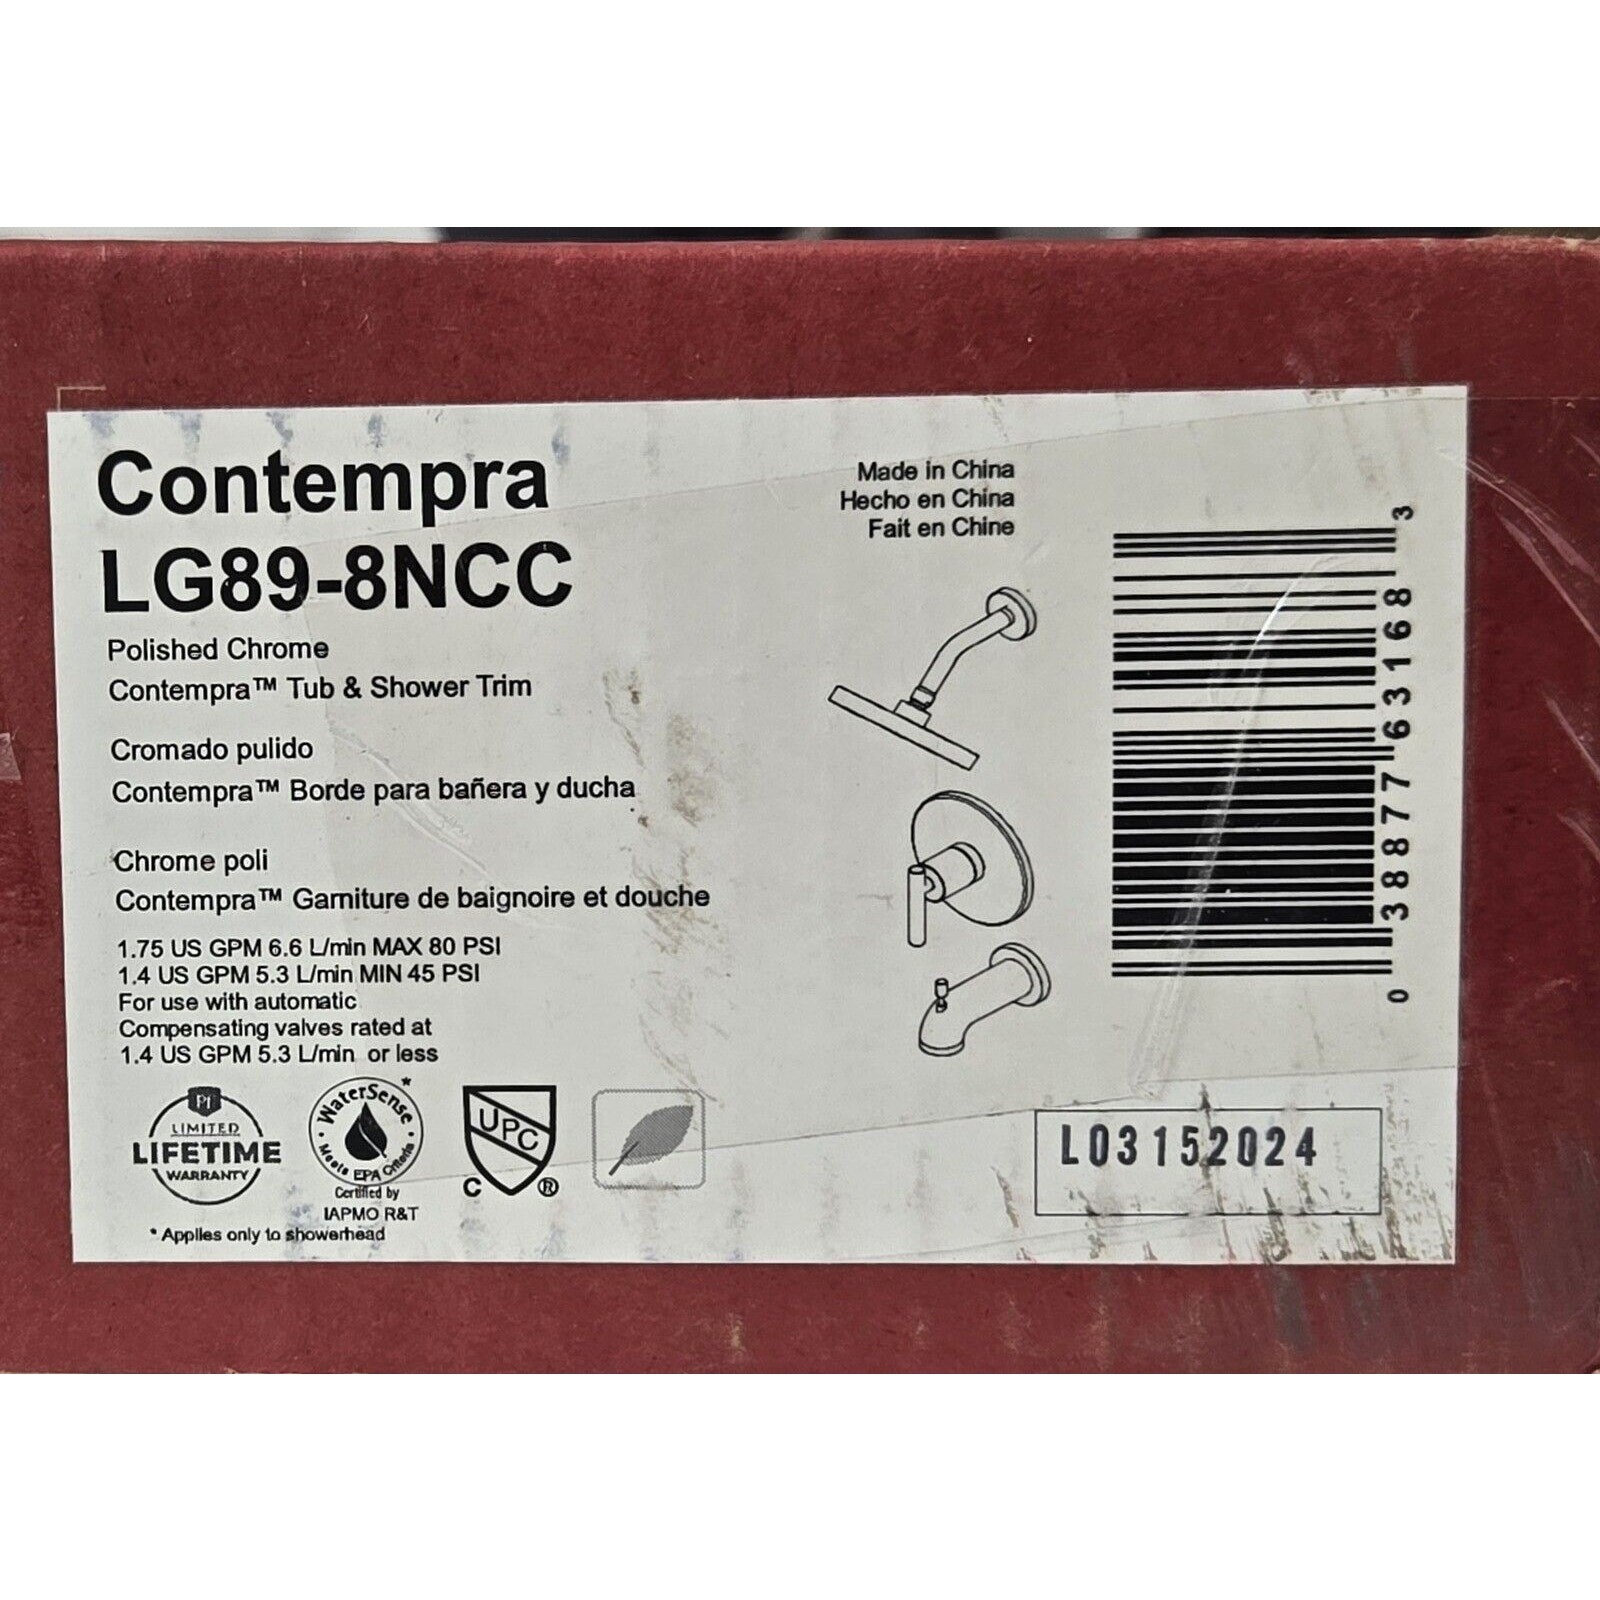 Contempra
LG89-8NCC
Polished Chrome
Contempra™ Tub & Shower Trim
Cromado pulido
Contempra™ Borde para bañera y ducha
Chrome poli
Contempra™ Garniture de baignoire et douche
1.75 US GPM 6.6 L/min MAX 80 PSI
1.4 US GPM 5.3 L/min MIN 45 PSI
For use with automatic
Compensating valves rated at
1.4 US GPM 5.3 L/min or less
Made in China
Hecho en China
Fait en Chine
0 38877 63168 3
Pf
LIMITED
LIFETIME
WARRANTY
WaterSense
Meets EPA Criteria
*
Certified by
IAPMO R&T
* Applies only to showerhead
UPC
C ®
L03152024